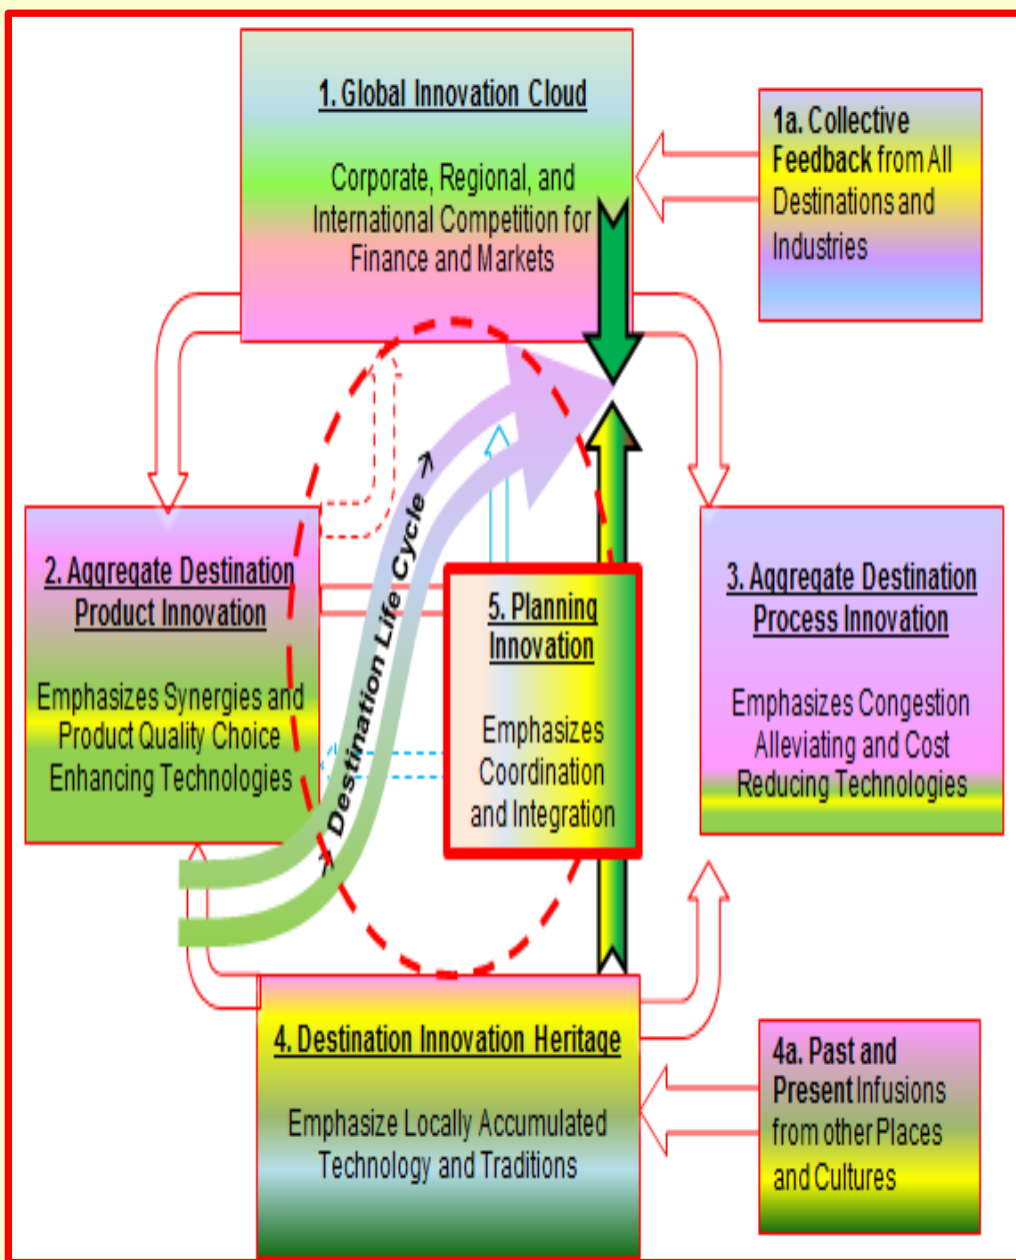 1. Global Innovation Cloud
Corporate, Regional, and
International Competition for
Finance and Markets
1a. Collective
Feedback from All
Destinations and
Industries
2. Aggregate Destination
Product Innovation
Emphasizes Synergies and
Product Quality Choice
Enhancing Technologies
→ Destination Life Cycle →
5. Planning
Innovation
Emphasizes
Coordination
and Integration
3. Aggregate Destination
Process Innovation
Emphasizes Congestion
Alleviating and Cost
Reducing Technologies
4. Destination Innovation Heritage
Emphasize Locally Accumulated
Technology and Traditions
4a. Past and
Present Infusions
from other Places
and Cultures